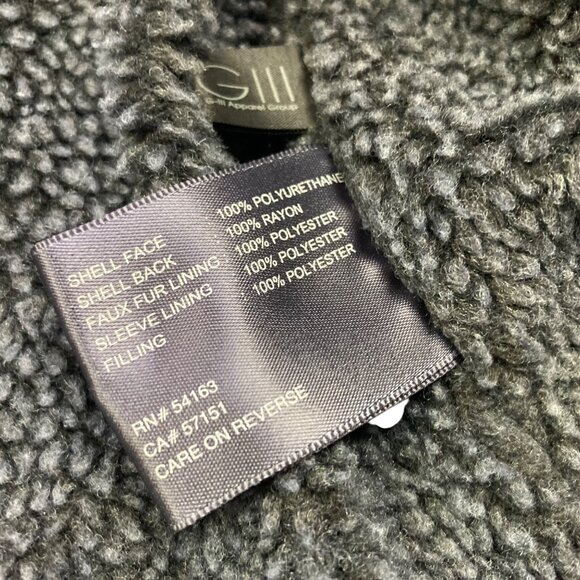 GIII
G-III Apparel Group
SHELL FACE 100% POLYURETHANE
SHELL BACK 100% RAYON
FAUX FUR LINING 100% POLYESTER
SLEEVE LINING 100% POLYESTER
FILLING 100% POLYESTER
RN# 54163
CA# 57151
CARE ON REVERSE